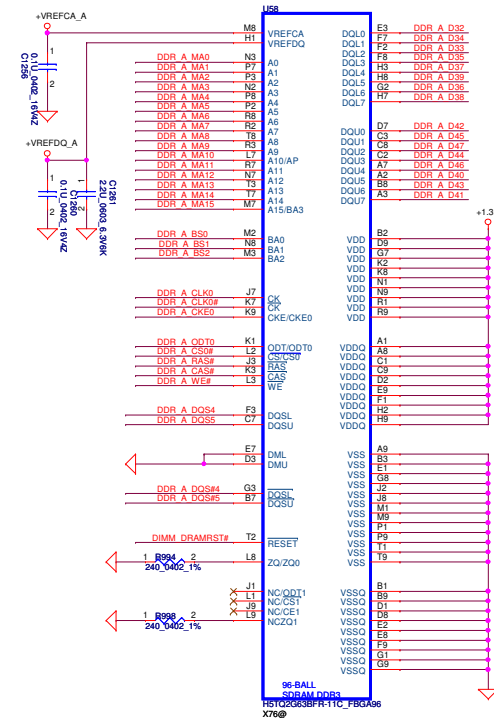 U58
+VREFCA_A
M8 VREFCA
H1 VREFDQ
1
2
0.1U_0402_16V4Z
C1256
+VREFDQ_A
1
2
0.1U_0402_16V4Z
C1260
1
2
2.2U_0603_6.3V6K
C1261
DDR_A_MA0 N3 A0
DDR_A_MA1 P7 A1
DDR_A_MA2 P3 A2
DDR_A_MA3 N2 A3
DDR_A_MA4 P8 A4
DDR_A_MA5 P2 A5
DDR_A_MA6 R8 A6
DDR_A_MA7 R2 A7
DDR_A_MA8 T8 A8
DDR_A_MA9 R3 A9
DDR_A_MA10 L7 A10/AP
DDR_A_MA11 R7 A11
DDR_A_MA12 N7 A12
DDR_A_MA13 T3 A13
DDR_A_MA14 T7 A14
DDR_A_MA15 M7 A15/BA3
DDR_A_BS0 M2 BA0
DDR_A_BS1 N8 BA1
DDR_A_BS2 M3 BA2
DDR_A_CLK0 J7 CK
DDR_A_CLK0# K7 CK
DDR_A_CKE0 K9 CKE/CKE0
DDR_A_ODT0 K1 ODT/ODT0
DDR_A_CS0# L2 CS/CS0
DDR_A_RAS# J3 RAS
DDR_A_CAS# K3 CAS
DDR_A_WE# L3 WE
DDR_A_DQS4 F3 DQSL
DDR_A_DQS5 C7 DQSU
E7 DML
D3 DMU
DDR_A_DQS#4 G3 DQSL
DDR_A_DQS#5 B7 DQSU
DIMM_DRAMRST# T2 RESET
1 R994 2 L8 ZQ/ZQ0
240_0402_1%
J1 NC/ODT1
L1 NC/CS1
J9 NC/CE1
L9 NCZQ1
1 R998 2
240_0402_1%
DQL0 E3 DDR_A_D32
DQL1 F7 DDR_A_D34
DQL2 F2 DDR_A_D33
DQL3 F8 DDR_A_D35
DQL4 H3 DDR_A_D37
DQL5 H8 DDR_A_D39
DQL6 G2 DDR_A_D36
DQL7 H7 DDR_A_D38
DQU0 D7 DDR_A_D42
DQU1 C3 DDR_A_D45
DQU2 C8 DDR_A_D47
DQU3 C2 DDR_A_D44
DQU4 A7 DDR_A_D46
DQU5 A2 DDR_A_D40
DQU6 B8 DDR_A_D43
DQU7 A3 DDR_A_D41
+1.3
VDD B2
VDD D9
VDD G7
VDD K2
VDD K8
VDD N1
VDD N9
VDD R1
VDD R9
VDDQ A1
VDDQ A8
VDDQ C1
VDDQ C9
VDDQ D2
VDDQ E9
VDDQ F1
VDDQ H2
VDDQ H9
VSS A9
VSS B3
VSS E1
VSS G8
VSS J2
VSS J8
VSS M1
VSS M9
VSS P1
VSS P9
VSS T1
VSS T9
VSSQ B1
VSSQ B9
VSSQ D1
VSSQ D8
VSSQ E2
VSSQ E8
VSSQ F9
VSSQ G1
VSSQ G9
96-BALL
SDRAM DDR3
H5TQ2G63BFR-11C_FBGA96
X76@